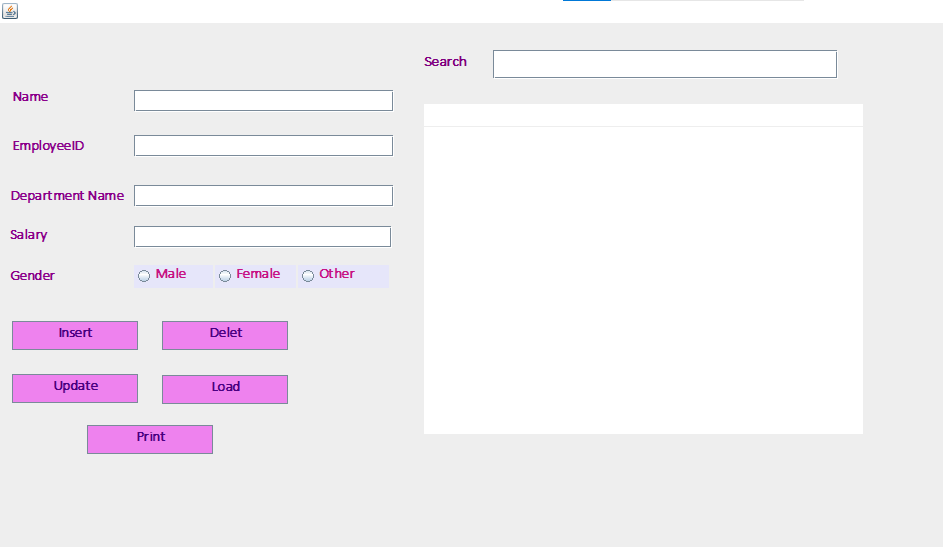 Search
Name
EmployeeID
Department Name
Salary
Gender
Male Female Other
Insert Delet
Update Load
Print